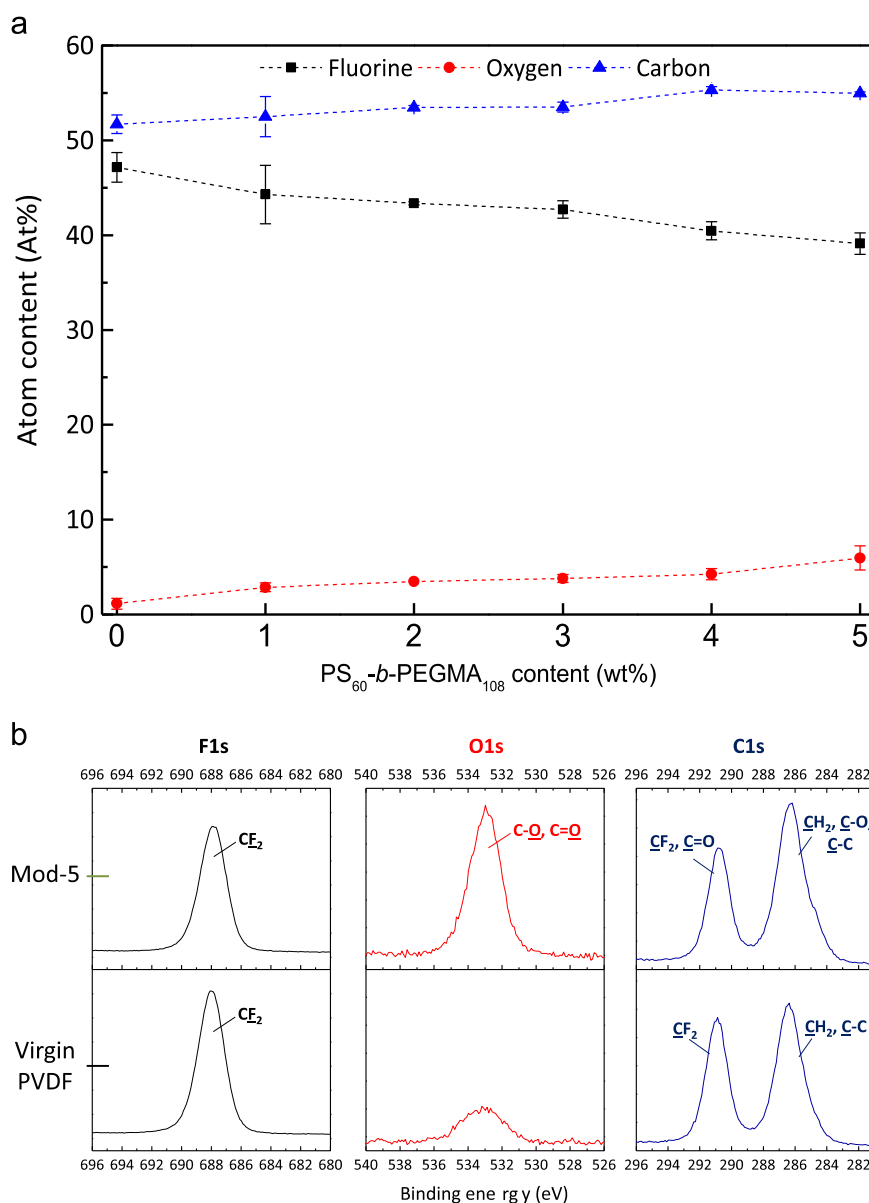 a
60
50
40
30
20
10
0
Atom content (At%)
Fluorine Oxygen Carbon
0 1 2 3 4 5
PS60-b-PEGMA108 content (wt%)
b
F1s O1s C1s
696 694 692 690 688 686 684 682 680
540 538 536 534 532 530 528 526
296 292 290 288 286 284 282
Mod-5
CF2
C-O, C=O
CF2, C=O
CH2, C-O,
C-C
Virgin
PVDF
CF2
CF2
CH2, C-C
696 694 692 690 688 686 684 682 680
540 538 536 534 532 530 528 526
296 292 290 288 286 284 282
Binding ene rg y (eV)